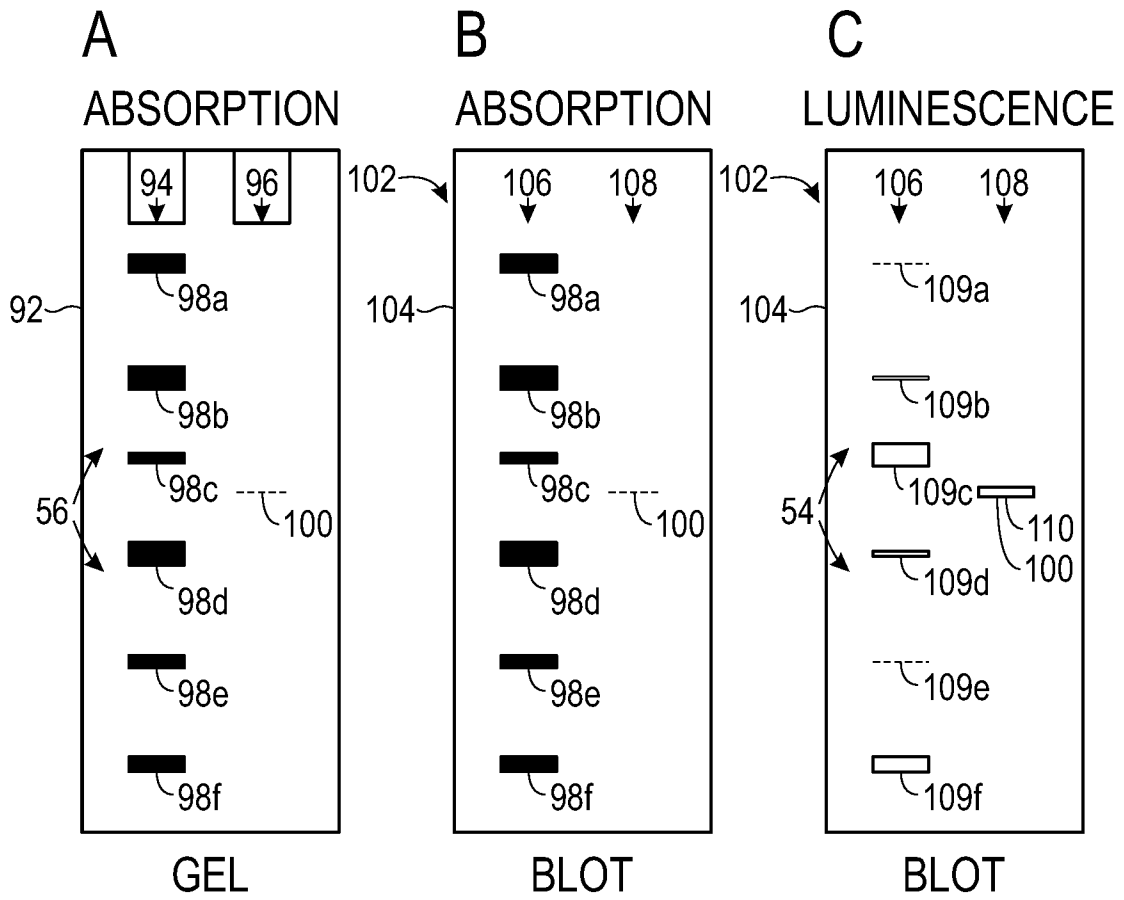 A
B
C
ABSORPTION
ABSORPTION
LUMINESCENCE
94
96
102
106
108
102
106
108
98a
98a
109a
92
104
104
98b
98b
109b
98c
98c
109c
56
100
100
54
110
100
98d
98d
109d
98e
98e
109e
98f
98f
109f
GEL
BLOT
BLOT